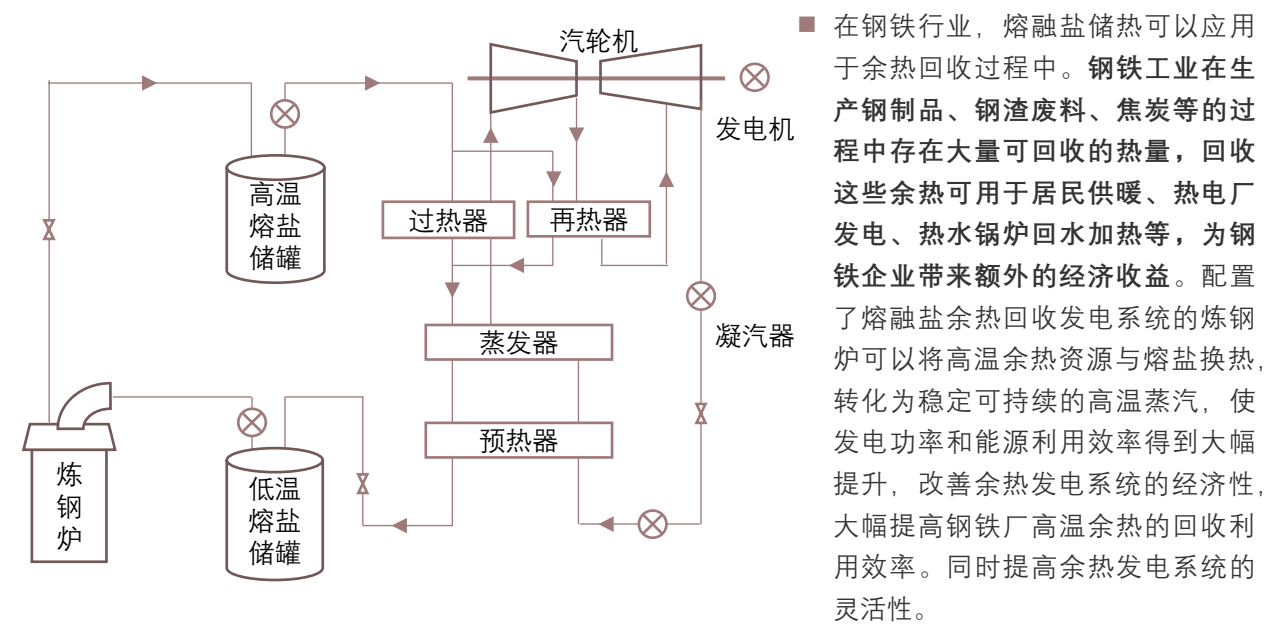 汽轮机
发电机
高温
熔盐
储罐
过热器
再热器
蒸发器
凝汽器
预热器
炼
钢
炉
低温
熔盐
储罐
■ 在钢铁行业，熔融盐储热可以应用
于余热回收过程中。钢铁工业在生
产钢制品、钢渣废料、焦炭等的过
程中存在大量可回收的热量，回收
这些余热可用于居民供暖、热电厂
发电、热水锅炉回水加热等，为钢
铁企业带来额外的经济收益。配置
了熔融盐余热回收发电系统的炼钢
炉可以将高温余热资源与熔盐换热，
转化为稳定可持续的高温蒸汽，使
发电功率和能源利用效率得到大幅
提升，改善余热发电系统的经济性，
大幅提高钢铁厂高温余热的回收利
用效率。同时提高余热发电系统的
灵活性。